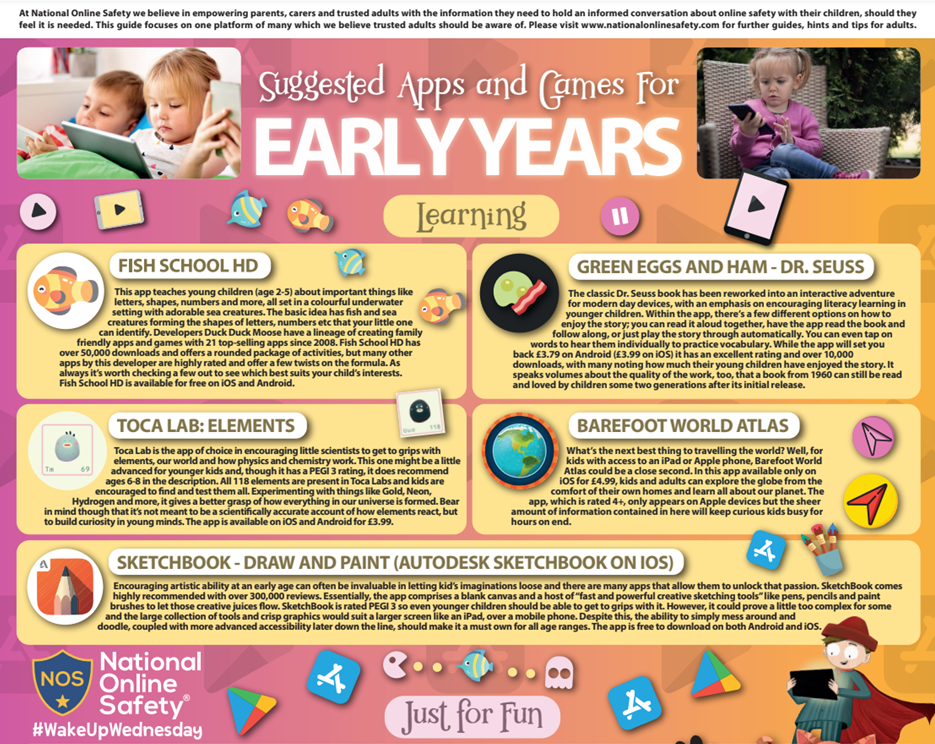 At National Online Safety we believe in empowering parents, carers and trusted adults with the information they need to hold an informed conversation about online safety with their children, should they
feel it is needed. This guide focuses on one platform of many which we believe trusted adults should be aware of. Please visit www.nationalonlinesafety.com for further guides, hints and tips for adults.
Suggested Apps and Games For
EARLY YEARS
Learning
FISH SCHOOL HD
This app teaches young children (age 2-5) about important things like
letters, shapes, numbers and more, all set in a colourful underwater
setting with adorable sea creatures. The basic idea has fish and sea
creatures forming the shapes of letters, numbers etc that your little one
can identify. Developers Duck Duck Moose have a lineage of creating family
friendly apps and games with 21 top-selling apps since 2008. Fish School HD has
over 50,000 downloads and offers a rounded package of activities, but many other
apps by this developer are highly rated and offer a few twists on the formula. As
always it's worth checking a few out to see which best suits your child's interests.
Fish School HD is available for free on iOS and Android.
GREEN EGGS AND HAM - DR. SEUSS
The classic Dr. Seuss book has been reworked into an interactive adventure
for modern day devices, with an emphasis on encouraging literacy learning in
younger children. Within the app, there's a few different options on how to
enjoy the story; you can read it aloud together, have the app read the book and
follow along, or just play the story through automatically. You can even tap on
words to hear them individually to practice vocabulary. While the app will set you
back £3.79 on Android (£3.99 on iOS) it has an excellent rating and over 10,000
downloads, with many noting how much their young children have enjoyed the story. It
speaks volumes about the quality of the work, too, that a book from 1960 can still be read
and loved by children some two generations after its initial release.
TOCA LAB: ELEMENTS
Uue 118
Tm 69
Toca Lab is the app of choice in encouraging little scientists to get to grips with
elements, our world and how physics and chemistry work. This one might be a little
advanced for younger kids and, though it has a PEGI 3 rating, it does recommend
ages 6-8 in the description. All 118 elements are present in Toca Labs and kids are
encouraged to find and test them all. Experimenting with things like Gold, Neon,
Hydrogen and more, it gives a better grasp of how everything in our universe is formed. Bear
in mind though that it's not meant to be a scientifically accurate account of how elements react, but
to build curiosity in young minds. The app is available on iOS and Android for £3.99.
BAREFOOT WORLD ATLAS
What's the next best thing to travelling the world? Well, for
kids with access to an iPad or Apple phone, Barefoot World
Atlas could be a close second. In this app available only on
iOS for £4.99, kids and adults can explore the globe from the
comfort of their own homes and learn all about our planet. The
app, which is rated 4+, only appears on Apple devices but the sheer
amount of information contained in here will keep curious kids busy for
hours on end.
SKETCHBOOK - DRAW AND PAINT (AUTODESK SKETCHBOOK ON IOS)
Encouraging artistic ability at an early age can often be invaluable in letting kid's imaginations loose and there are many apps that allow them to unlock that passion. SketchBook comes
highly recommended with over 300,000 reviews. Essentially, the app comprises a blank canvas and a host of "fast and powerful creative sketching tools" like pens, pencils and paint
brushes to let those creative juices flow. SketchBook is rated PEGI 3 so even younger children should be able to get to grips with it. However, it could prove a little too complex for some
and the large collection of tools and crisp graphics would suit a larger screen like an iPad, over a mobile phone. Despite this, the ability to simply mess around and
doodle, coupled with more advanced accessibility later down the line, should make it a must own for all age ranges. The app is free to download on both Android and iOS.
NOS
National
Online
Safety®
#WakeUpWednesday
Just for Fun